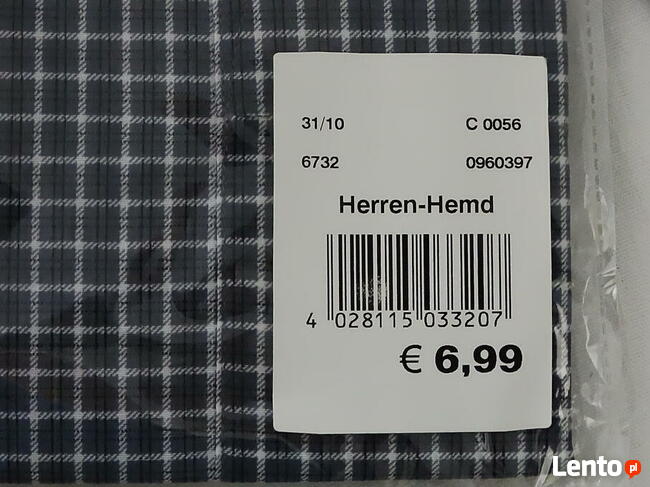 31/10 C 0056
6732 0960397
Herren-Hemd
4 028115 033207
€ 6,99
Lento pl